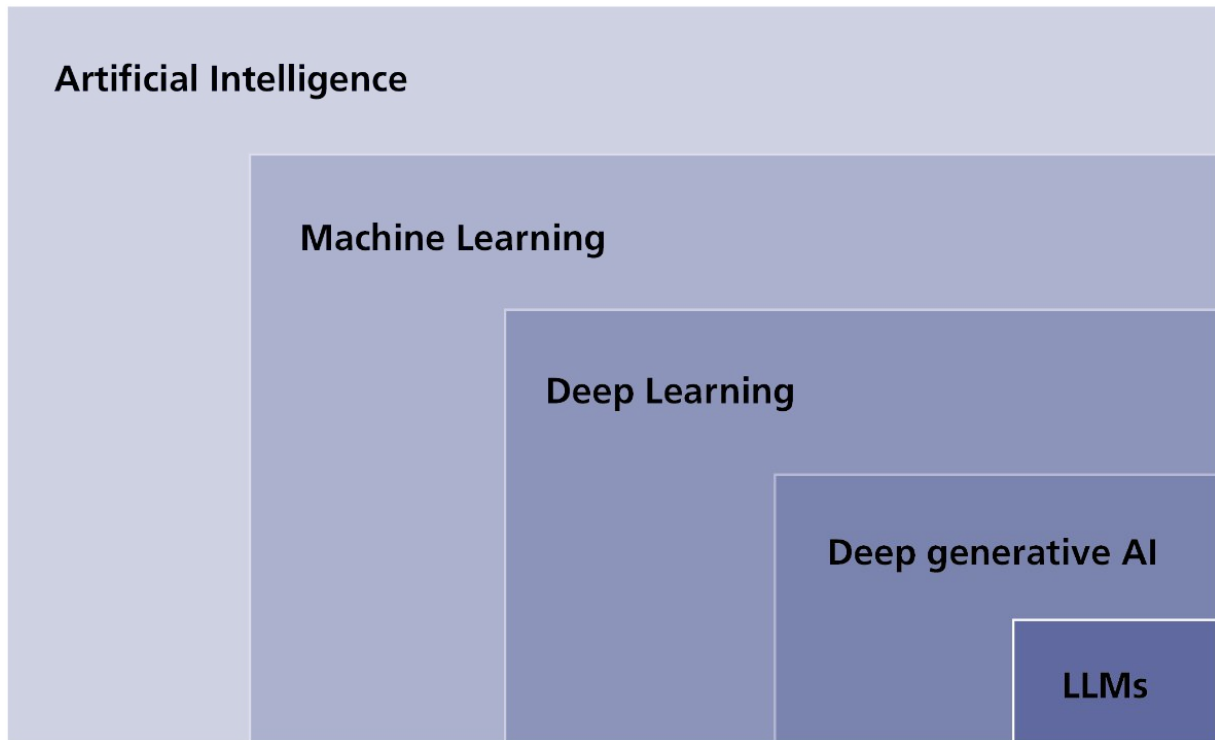 Artificial Intelligence
Machine Learning
Deep Learning
Deep generative AI
LLMs